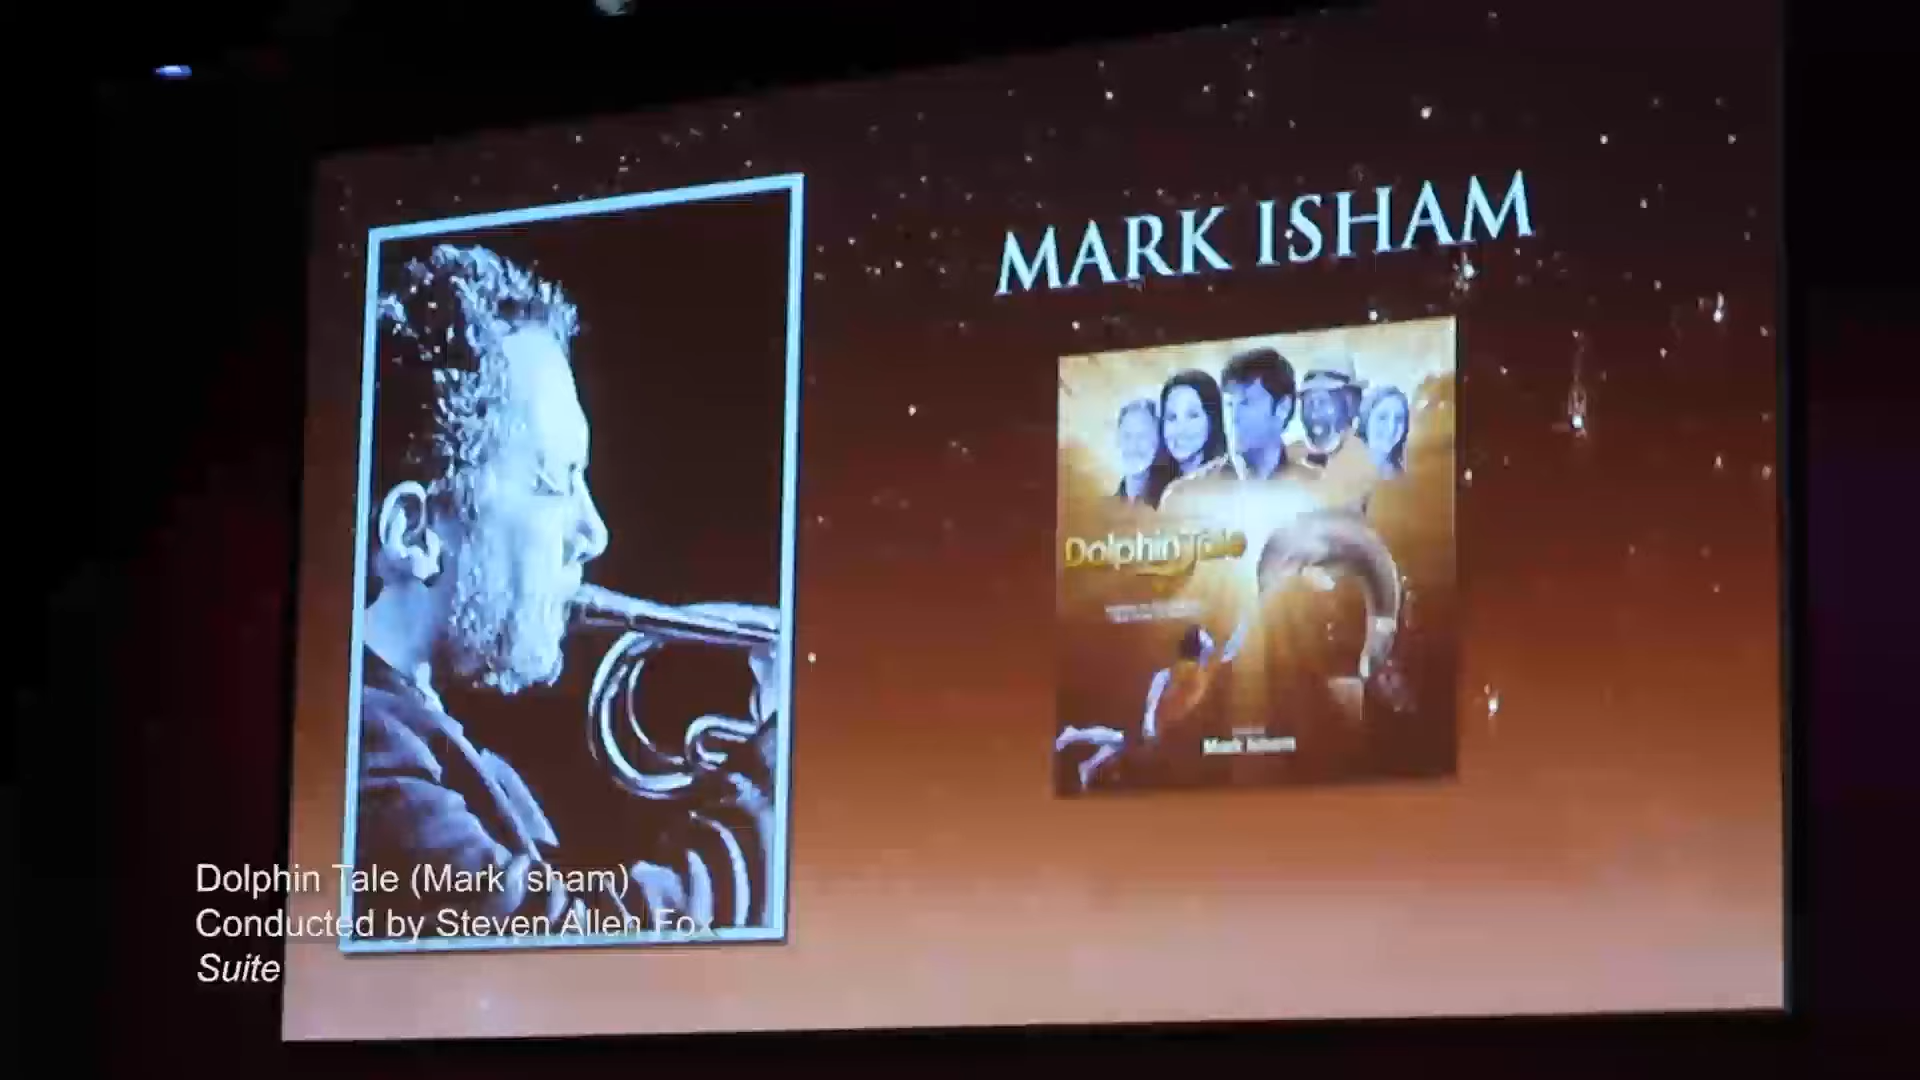 MARK ISHAM
Dolphin Tale
Mark Isham
Dolphin Tale (Mark Isham)
Conducted by Steven Allen Fox
Suite